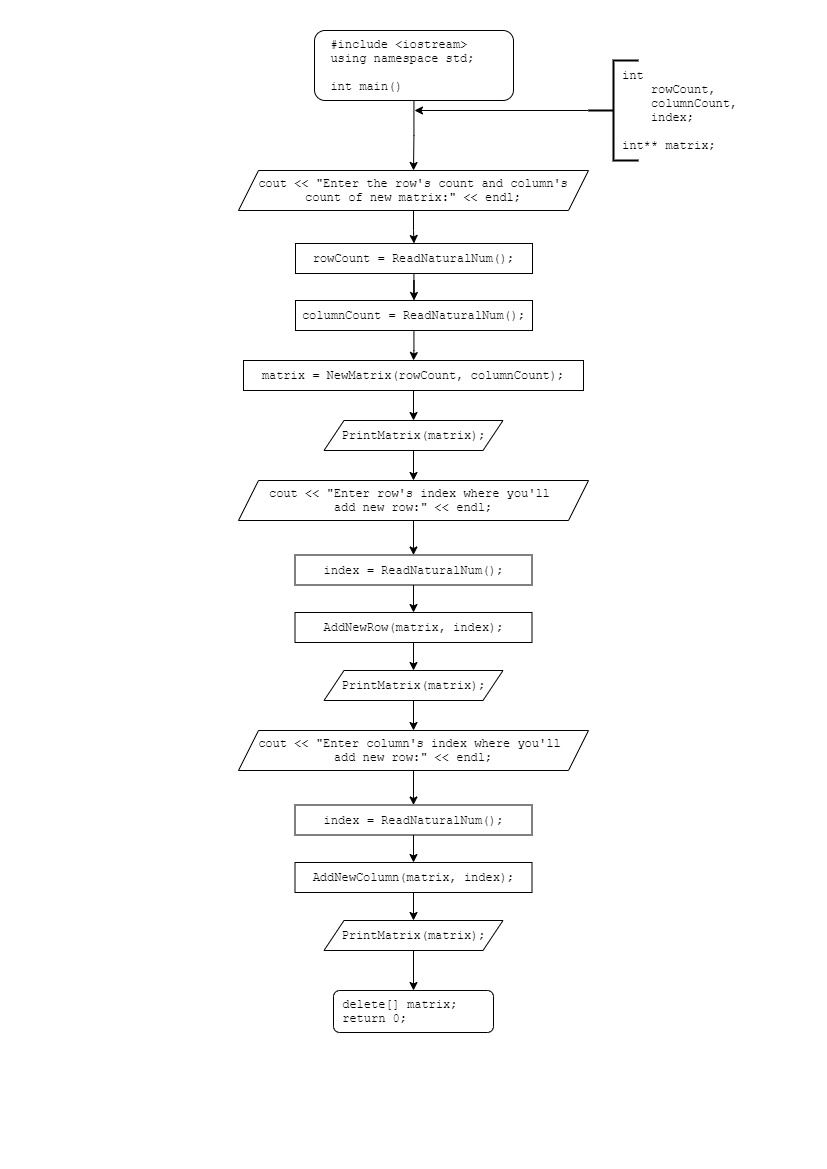 #include <iostream>
using namespace std;
int main()
int
rowCount,
columnCount,
index;
int** matrix;
cout << "Enter the row's count and column's
count of new matrix:" << endl;
rowCount = ReadNaturalNum();
columnCount = ReadNaturalNum();
matrix = NewMatrix(rowCount, columnCount);
PrintMatrix(matrix);
cout << "Enter row's index where you'll
add new row:" << endl;
index = ReadNaturalNum();
AddNewRow(matrix, index);
PrintMatrix(matrix);
cout << "Enter column's index where you'll
add new row:" << endl;
index = ReadNaturalNum();
AddNewColumn(matrix, index);
PrintMatrix(matrix);
delete[] matrix;
return 0;